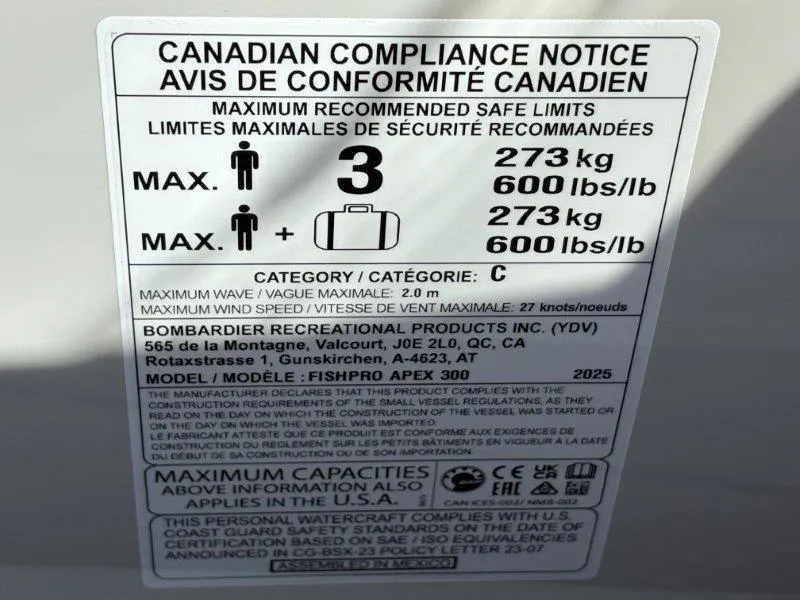 CANADIAN COMPLIANCE NOTICE
AVIS DE CONFORMITÉ CANADIEN
MAXIMUM RECOMMENDED SAFE LIMITS
LIMITES MAXIMALES DE SÉCURITÉ RECOMMANDÉES
MAX. 3 273 kg
600 lbs/lb
MAX. + 273 kg
600 lbs/lb
CATEGORY / CATÉGORIE: C
MAXIMUM WAVE / VAGUE MAXIMALE: 2.0 m
MAXIMUM WIND SPEED / VITESSE DE VENT MAXIMALE: 27 knots/noeuds
BOMBARDIER RECREATIONAL PRODUCTS INC. (YDV)
565 de la Montagne, Valcourt, J0E 2L0, QC, CA
Rotaxstrasse 1, Gunskirchen, A-4623, AT
MODEL / MODÈLE : FISHPRO APEX 300 2025
THE MANUFACTURER DECLARES THAT THIS PRODUCT COMPLIES WITH THE
CONSTRUCTION REQUIREMENTS OF THE SMALL VESSEL REGULATIONS, AS THEY
READ ON THE DAY ON WHICH THE CONSTRUCTION OF THE VESSEL WAS STARTED OR
ON THE DAY ON WHICH THE VESSEL WAS IMPORTED.
LE FABRICANT ATTESTE QUE CE PRODUIT EST CONFORME AUX EXIGENCES DE
CONSTRUCTION DU RÈGLEMENT SUR LES PETITS BÂTIMENTS EN VIGUEUR À LA DATE
DU DÉBUT DE SA CONSTRUCTION OU DE SON IMPORTATION.
MAXIMUM CAPACITIES
ABOVE INFORMATION ALSO
APPLIES IN THE U.S.A.
CE UK CA
EAC
CAN ICES-002/ NMB-002
THIS PERSONAL WATERCRAFT COMPLIES WITH U.S.
COAST GUARD SAFETY STANDARDS ON THE DATE OF
CERTIFICATION BASED ON SAE / ISO EQUIVALENCIES
ANNOUNCED IN CG-BSX-23 POLICY LETTER 23-07
ASSEMBLED IN MEXICO